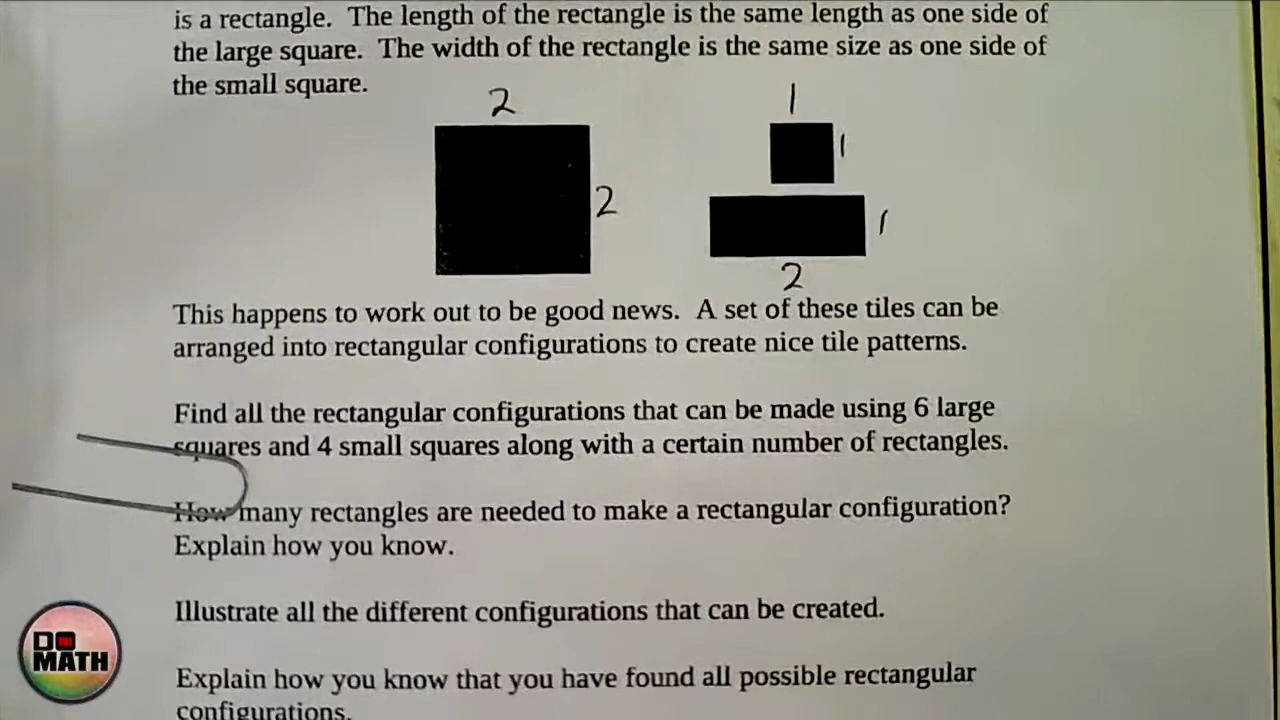 is a rectangle. The length of the rectangle is the same length as one side of
the large square. The width of the rectangle is the same size as one side of
the small square.
2
1
1
2
1
2
This happens to work out to be good news. A set of these tiles can be
arranged into rectangular configurations to create nice tile patterns.
Find all the rectangular configurations that can be made using 6 large
squares and 4 small squares along with a certain number of rectangles.
How many rectangles are needed to make a rectangular configuration?
Explain how you know.
Illustrate all the different configurations that can be created.
DO THE
MATH
Explain how you know that you have found all possible rectangular
configurations.